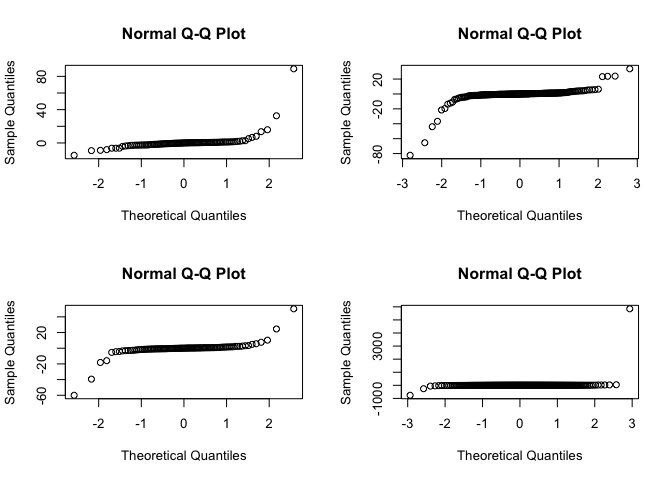 Normal Q-Q Plot
Sample Quantiles
80
40
0
-2 -1 0 1 2
Theoretical Quantiles
Normal Q-Q Plot
Sample Quantiles
20
-20
-80
-3 -2 -1 0 1 2 3
Theoretical Quantiles
Normal Q-Q Plot
Sample Quantiles
20
-20
-60
-2 -1 0 1 2
Theoretical Quantiles
Normal Q-Q Plot
Sample Quantiles
3000
-1000
-3 -2 -1 0 1 2 3
Theoretical Quantiles